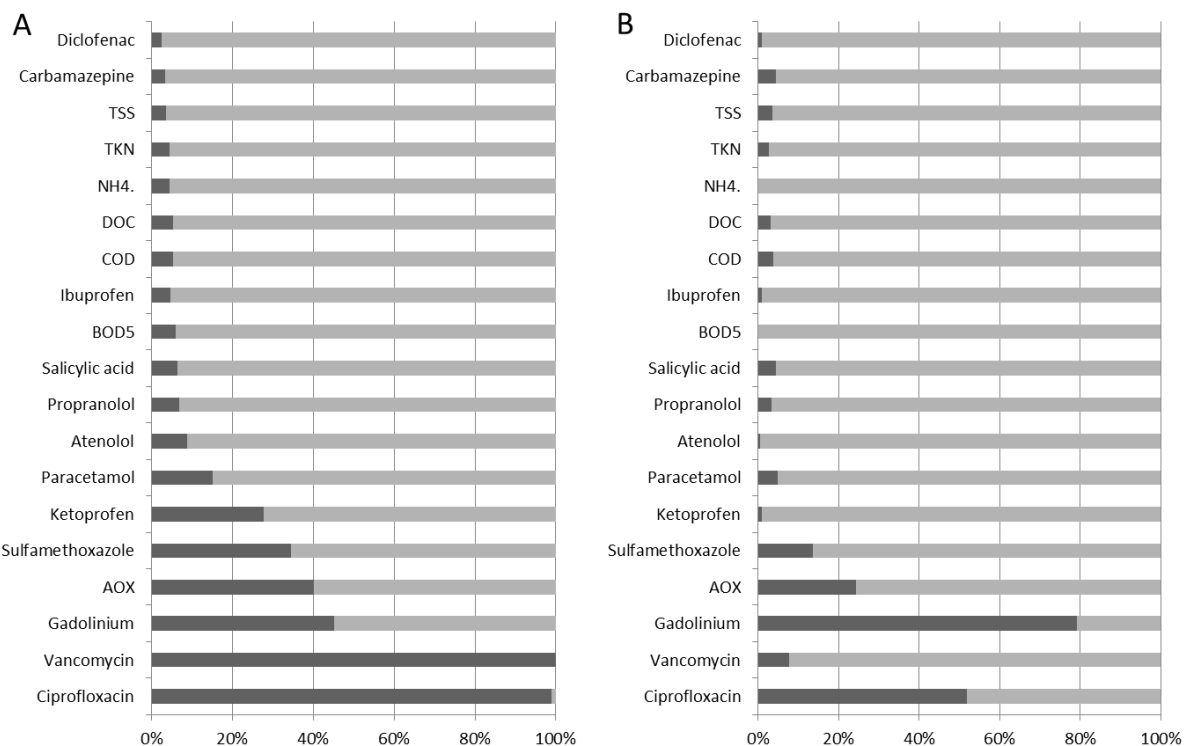 A
Diclofenac
Carbamazepine
TSS
TKN
NH4.
DOC
COD
Ibuprofen
BOD5
Salicylic acid
Propranolol
Atenolol
Paracetamol
Ketoprofen
Sulfamethoxazole
AOX
Gadolinium
Vancomycin
Ciprofloxacin
0% 20% 40% 60% 80% 100%
B
Diclofenac
Carbamazepine
TSS
TKN
NH4.
DOC
COD
Ibuprofen
BOD5
Salicylic acid
Propranolol
Atenolol
Paracetamol
Ketoprofen
Sulfamethoxazole
AOX
Gadolinium
Vancomycin
Ciprofloxacin
0% 20% 40% 60% 80% 100%